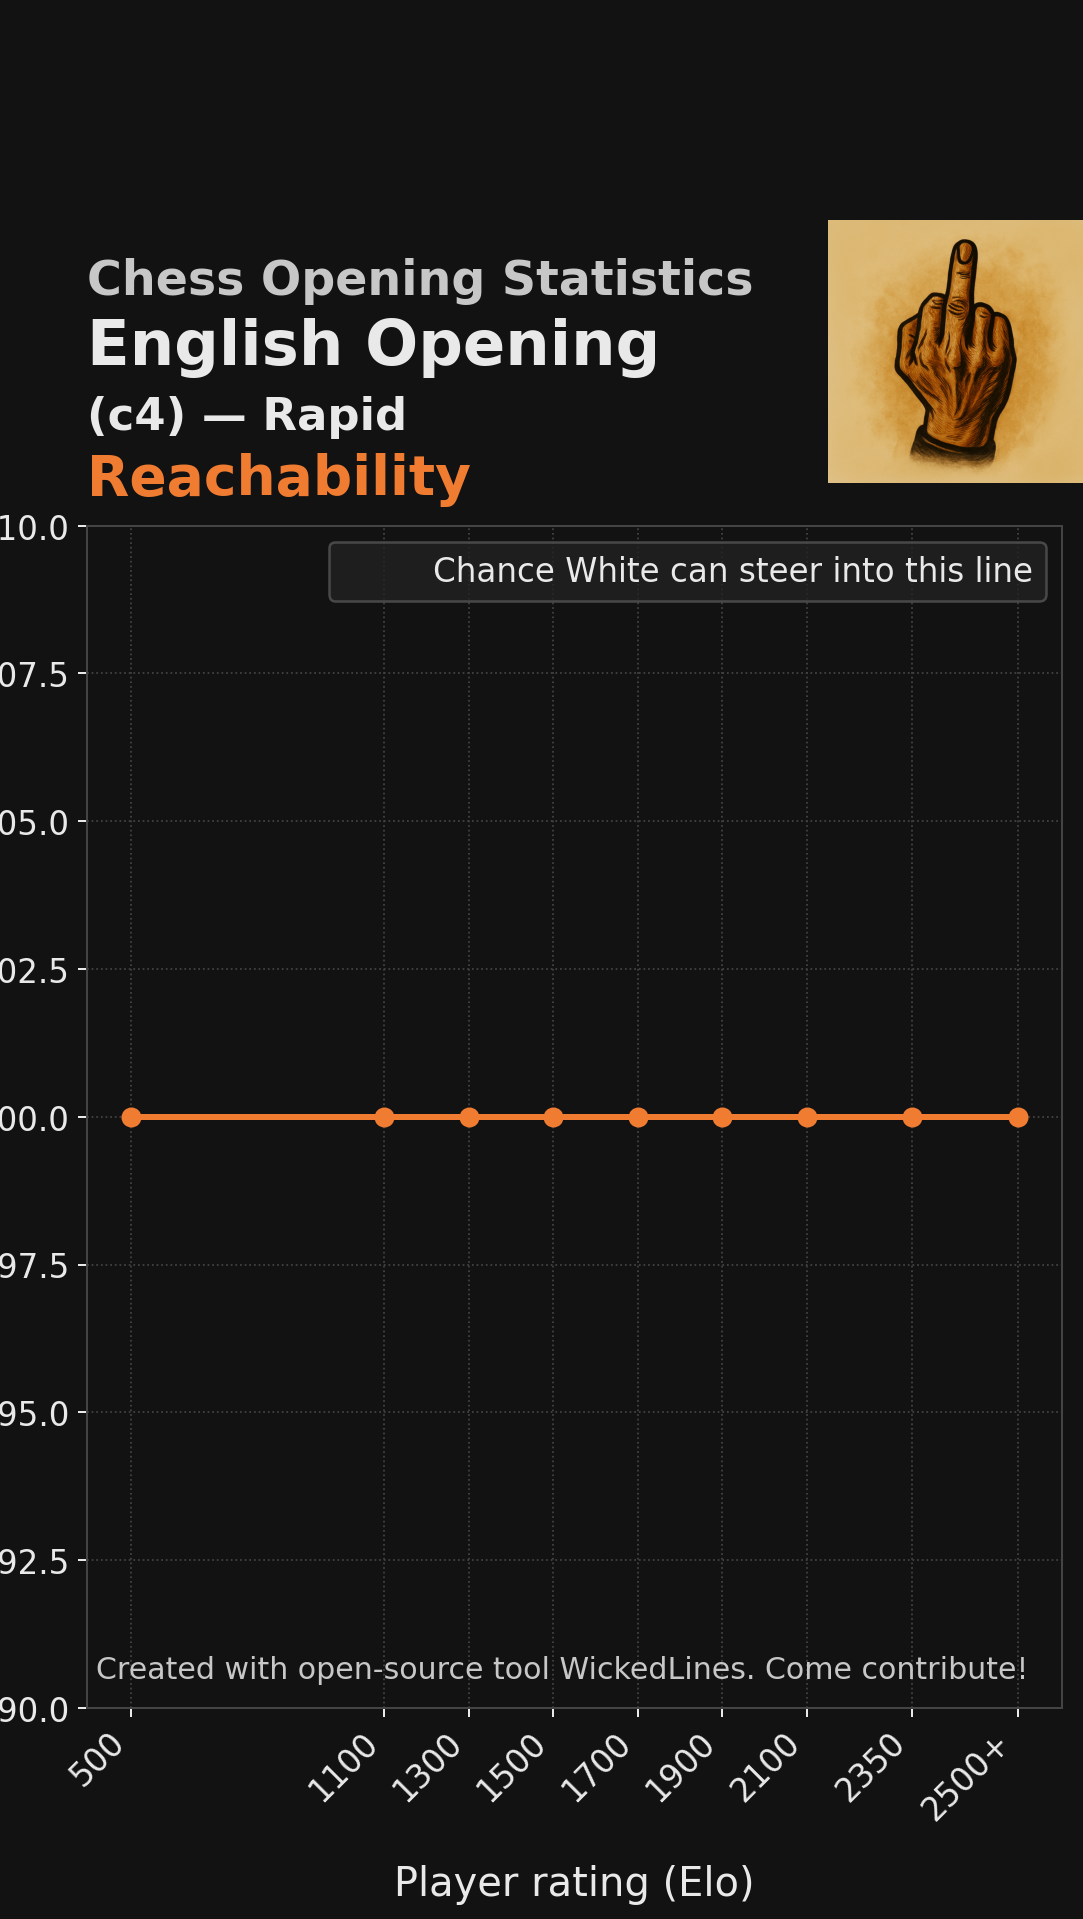 Chess Opening Statistics
English Opening
(c4) — Rapid
Reachability
Chance White can steer into this line
10.0
07.5
05.0
02.5
00.0
97.5
95.0
92.5
90.0
Created with open-source tool WickedLines. Come contribute!
500
1100
1300
1500
1700
1900
2100
2350
2500+
Player rating (Elo)